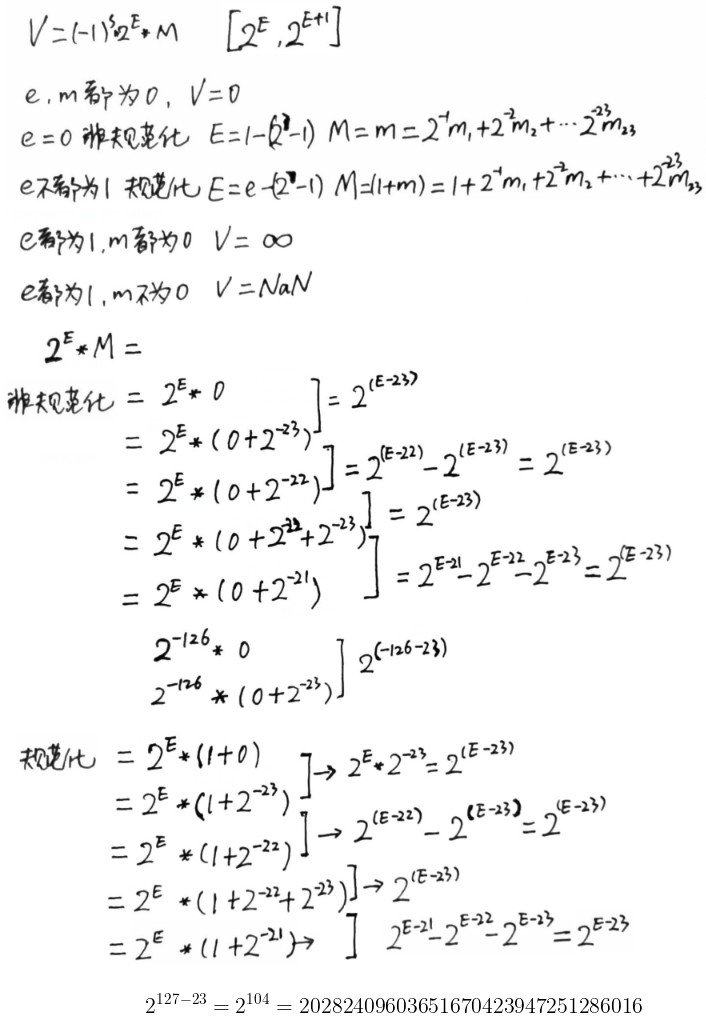 V=(-1)^s 2^E * M [2^E, 2^{E+1}]
e, m都为0, V=0
e=0 非规范化 E=1-(2^7-1) M=m=2^{-1}m_1+2^{-2}m_2+…2^{-23}m_{23}
e不都为1 规范化 E=e-(2^7-1) M=(1+m)=1+2^{-1}m_1+2^{-2}m_2+…+2^{-23}m_{23}
e都为1, m都为0 V=∞
e都为1, m不为0 V=NaN
2^E*M=
非规范化 = 2^E* 0 ] = 2^{(E-23)}
= 2^E*(0+2^{-23})
= 2^E*(0+2^{-22}) ] = 2^{(E-22)}-2^{(E-23)} = 2^{(E-23)}
= 2^E*(0+2^{-22}+2^{-23}) ] = 2^{(E-23)}
= 2^E*(0+2^{-21}) ] = 2^{E-21}-2^{E-22}-2^{E-23}=2^{(E-23)}
2^{-126}* 0 ] 2^{(-126-23)}
2^{-126}*(0+2^{-23})
规范化 = 2^E*(1+0) ]→ 2^E*2^{-23}=2^{(E-23)}
= 2^E*(1+2^{-23})
= 2^E*(1+2^{-22}) ]→ 2^{(E-22)}-2^{(E-23)}=2^{(E-23)}
= 2^E*(1+2^{-22}+2^{-23}) ]→ 2^{(E-23)}
= 2^E*(1+2^{-21})→ ] 2^{E-21}-2^{E-22}-2^{E-23}=2^{E-23}
2^{127-23} = 2^{104} = 20282409603651670423947251286016